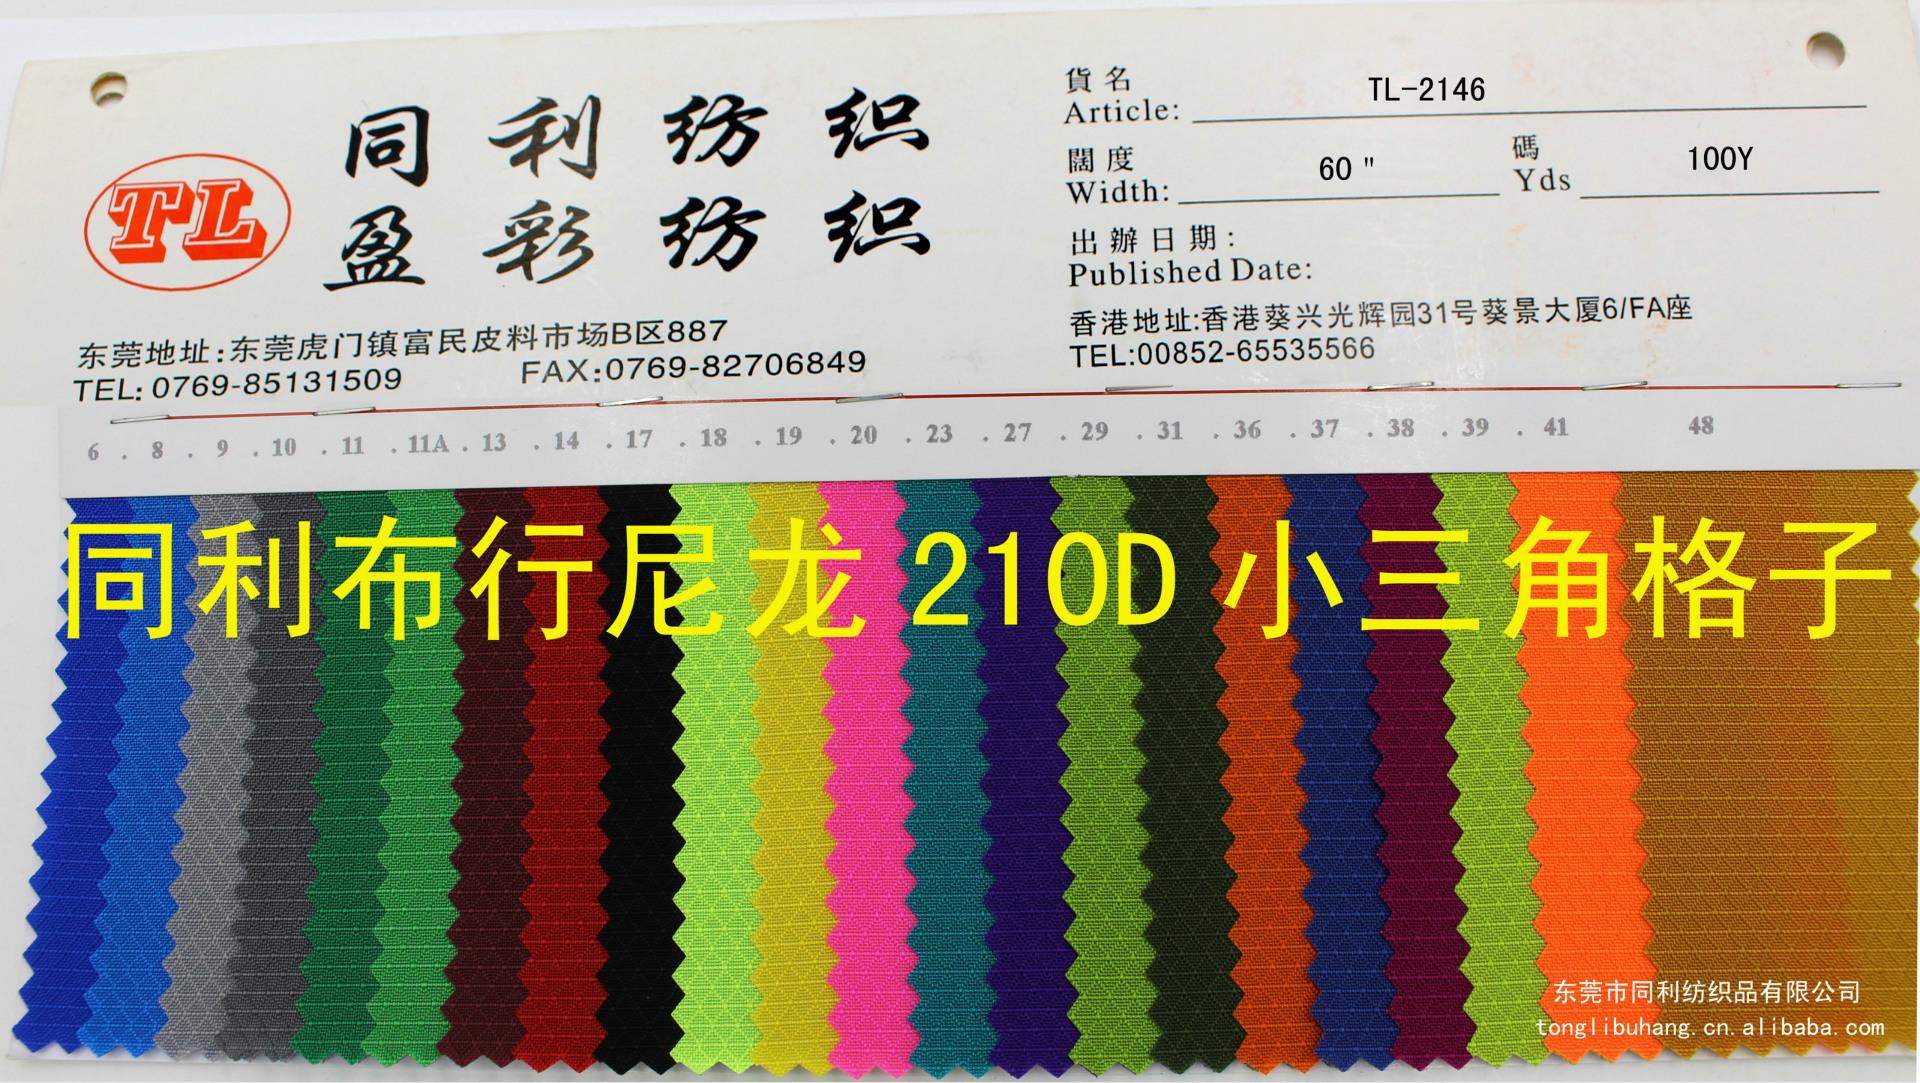 TL
同利纺织
盈彩纺织
东莞地址:东莞虎门镇富民皮料市场B区887
TEL: 0769-85131509 FAX:0769-82706849
貨名
Article: TL-2146
闊度 碼
Width: 60" Yds 100Y
出辦日期:
Published Date:
香港地址:香港葵兴光辉园31号葵景大厦6/FA座
TEL:00852-65535566
6 . 8 . 9 . 10 . 11 . 11A . 13 . 14 . 17 . 18 . 19 . 20 . 23 . 27 . 29 . 31 . 36 . 37 . 38 . 39 . 41 48
同利布行尼龙210D小三角格子
东莞市同利纺织品有限公司
tonglibuhang.cn.alibaba.com